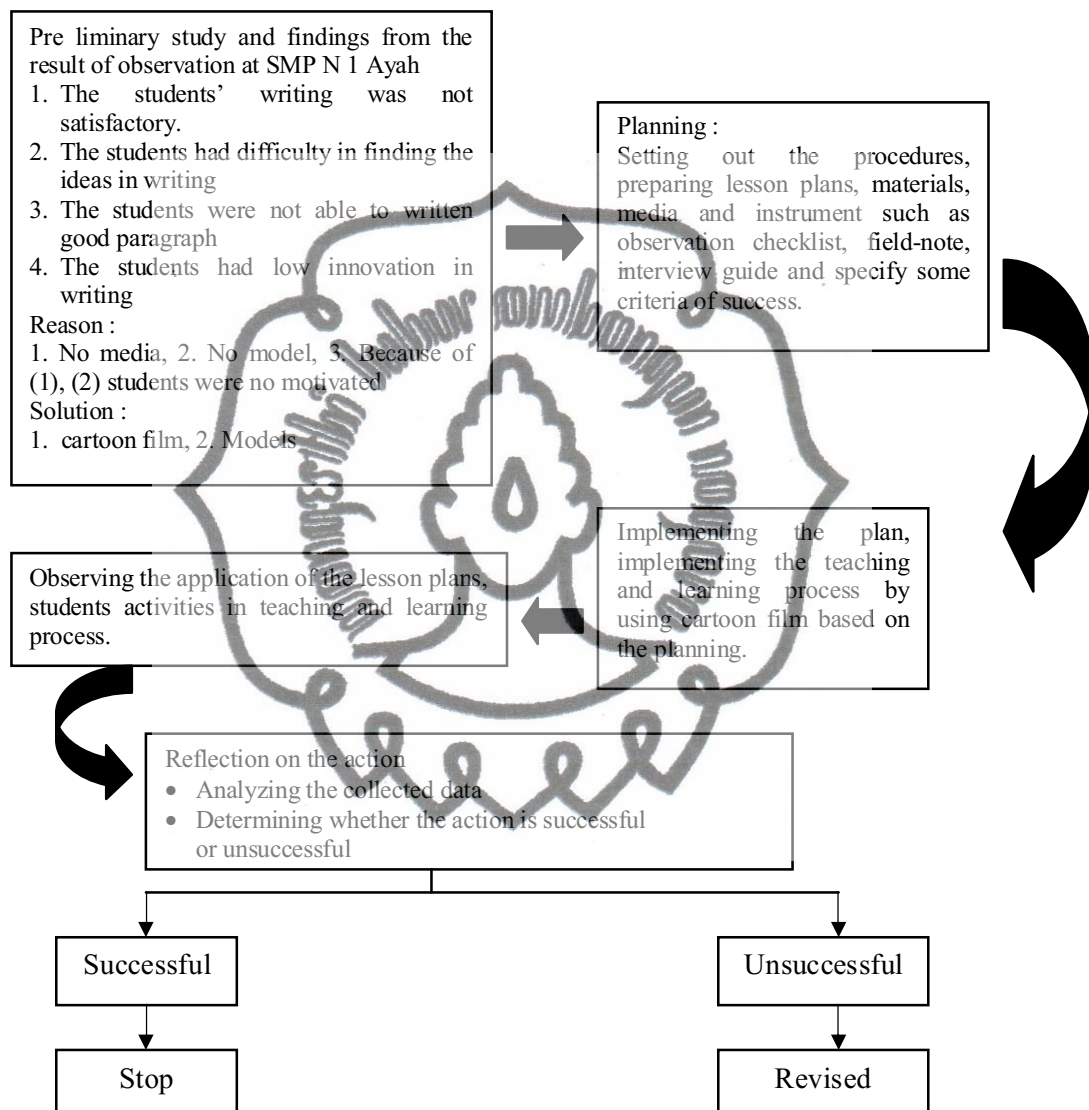 Pre liminary study and findings from the
result of observation at SMP N 1 Ayah
1. The students’ writing was not
satisfactory.
2. The students had difficulty in finding the
ideas in writing
3. The students were not able to written
good paragraph
4. The students had low innovation in
writing
Reason :
1. No media, 2. No model, 3. Because of
(1), (2) students were no motivated
Solution :
1. cartoon film, 2. Models
Planning :
Setting out the procedures,
preparing lesson plans, materials,
media and instrument such as
observation checklist, field-note,
interview guide and specify some
criteria of success.
Implementing the plan,
implementing the teaching
and learning process by
using cartoon film based on
the planning.
Observing the application of the lesson plans,
students activities in teaching and learning
process.
Reflection on the action
• Analyzing the collected data
• Determining whether the action is successful
or unsuccessful
Successful
Unsuccessful
Stop
Revised